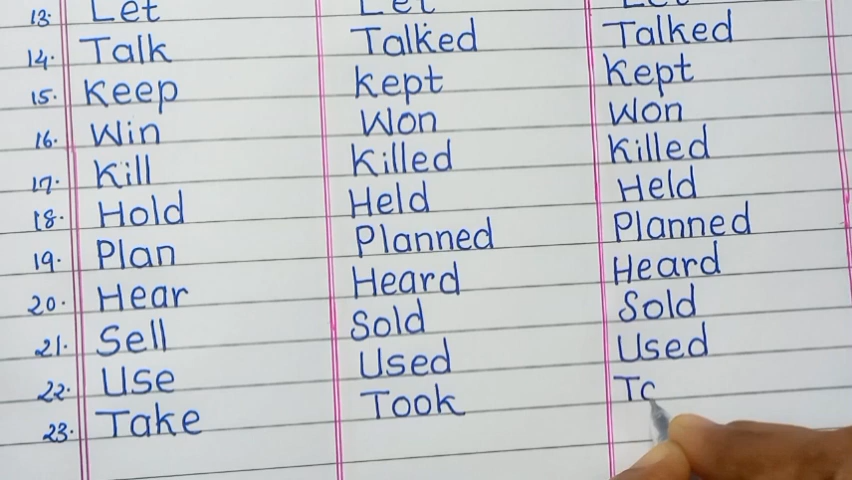 13. Let Let Let
14. Talk Talked Talked
15. Keep Kept Kept
16. Win Won Won
17. Kill Killed Killed
18. Hold Held Held
19. Plan Planned Planned
20. Hear Heard Heard
21. Sell Sold Sold
22. Use Used Used
23. Take Took